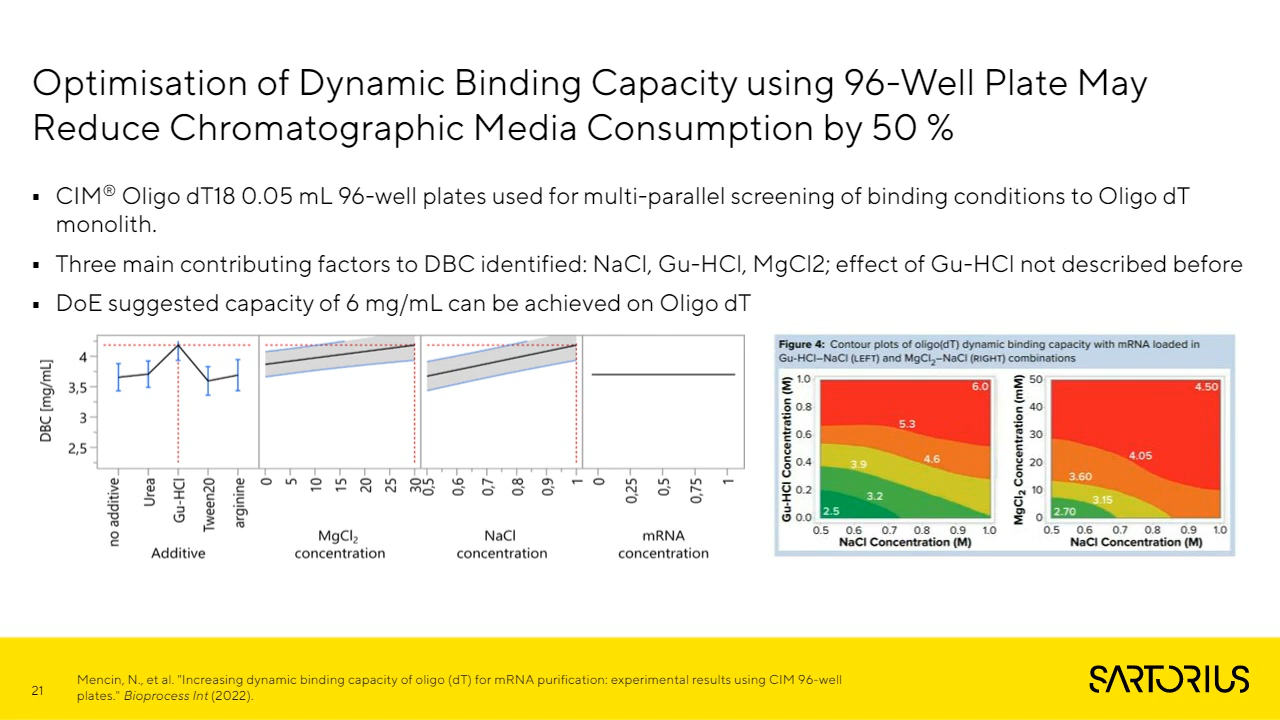 Optimisation of Dynamic Binding Capacity using 96-Well Plate May
Reduce Chromatographic Media Consumption by 50 %
▪ CIM® Oligo dT18 0.05 mL 96-well plates used for multi-parallel screening of binding conditions to Oligo dT
monolith.
▪ Three main contributing factors to DBC identified: NaCl, Gu-HCl, MgCl2; effect of Gu-HCl not described before
▪ DoE suggested capacity of 6 mg/mL can be achieved on Oligo dT
DBC [mg/mL]
4
3,5
3
2,5
no additive Urea Gu-HCl Tween20 arginine
Additive
0 5 10 15 20 25 30
MgCl₂
concentration
0,5 0,6 0,7 0,8 0,9 1
NaCl
concentration
0 0,25 0,5 0,75 1
mRNA
concentration
Figure 4: Contour plots of oligo(dT) dynamic binding capacity with mRNA loaded in
Gu-HCl–NaCl (LEFT) and MgCl₂–NaCl (RIGHT) combinations
Gu-HCl Concentration (M)
1.0
0.8
0.6
0.4
0.2
0.0
6.0
5.3
4.6
3.9
3.2
2.5
0.5 0.6 0.7 0.8 0.9 1.0
NaCl Concentration (M)
MgCl₂ Concentration (mM)
50
40
30
20
10
0
4.50
4.05
3.60
3.15
2.70
0.5 0.6 0.7 0.8 0.9 1.0
NaCl Concentration (M)
21
Mencin, N., et al. "Increasing dynamic binding capacity of oligo (dT) for mRNA purification: experimental results using CIM 96-well
plates." Bioprocess Int (2022).
SARTORIUS